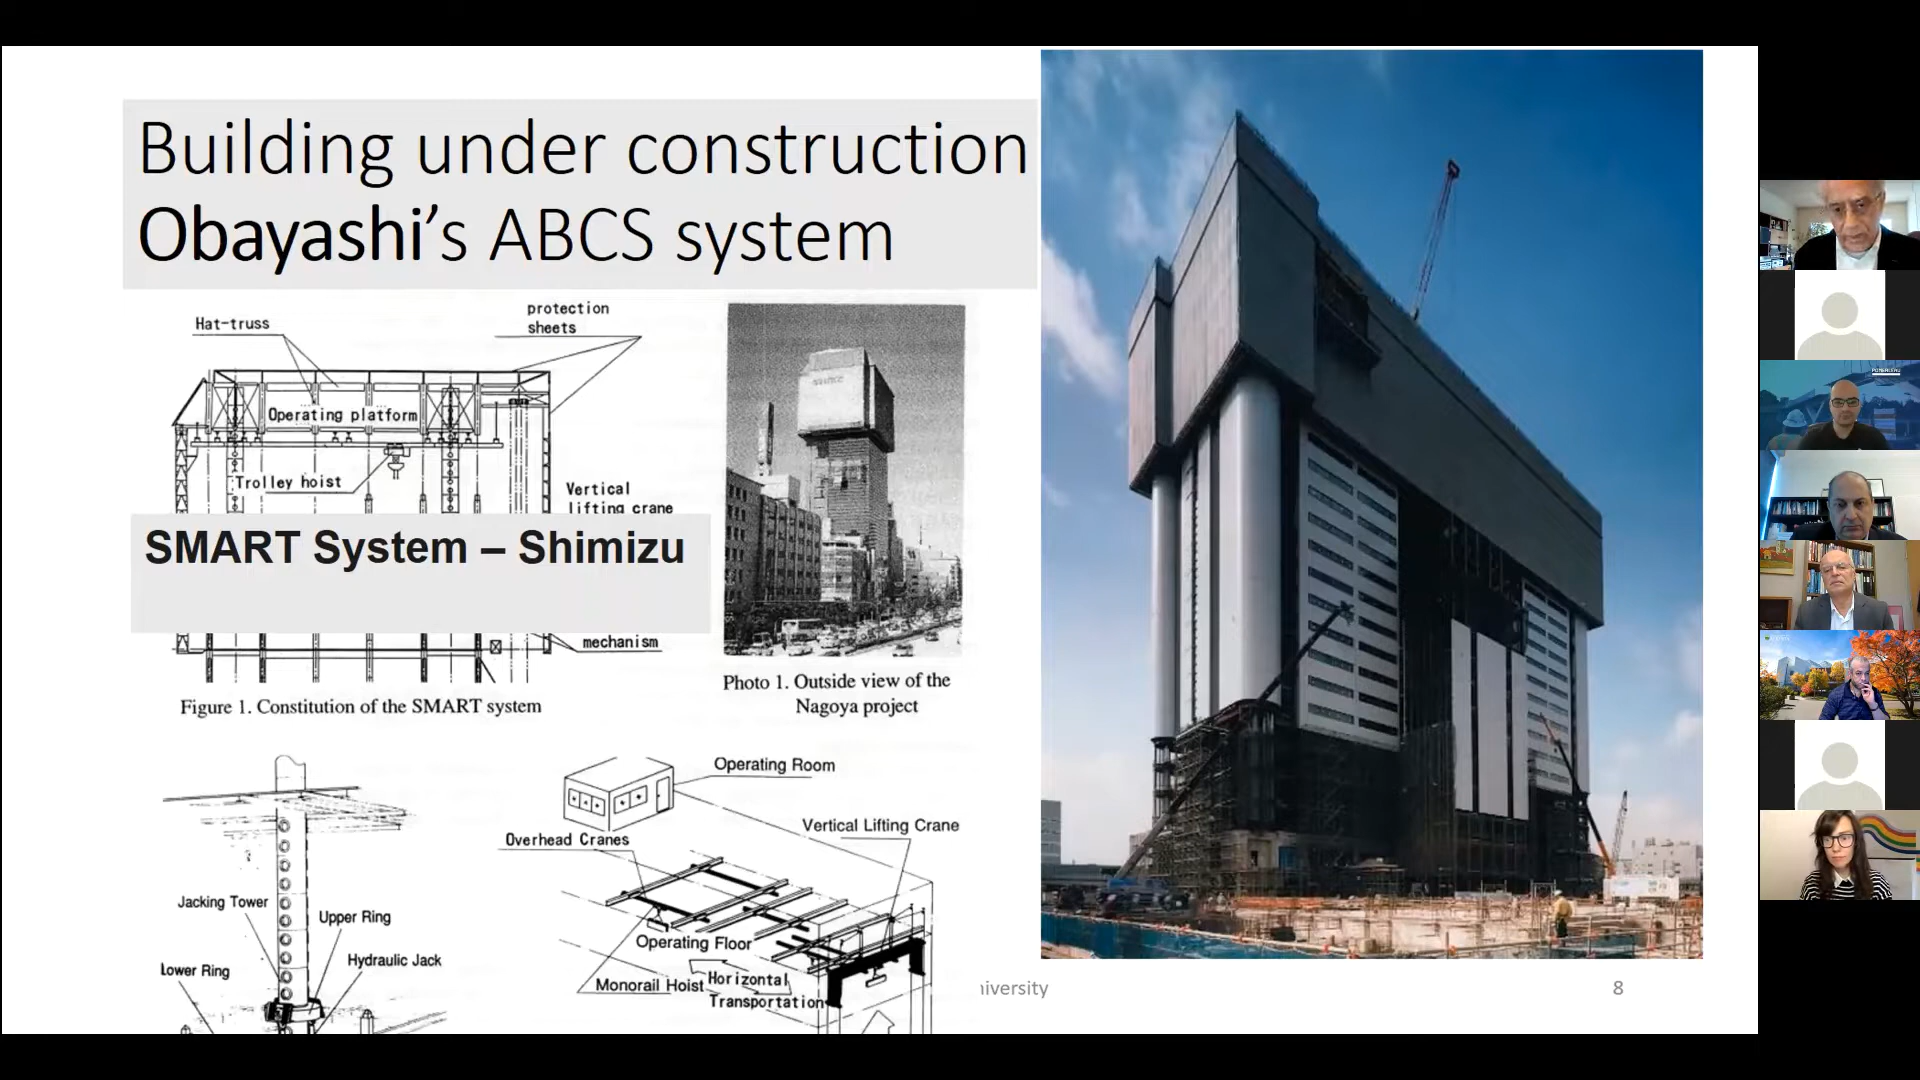 Building under construction
Obayashi’s ABCS system
protection
sheets
Hat-truss
Operating platform
Trolley hoist
Vertical
lifting crane
SMART System – Shimizu
mechanism
Figure 1. Constitution of the SMART system
Photo 1. Outside view of the
Nagoya project
Operating Room
Vertical Lifting Crane
Overhead Cranes
Jacking Tower
Upper Ring
Operating Floor
Hydraulic Jack
Lower Ring
Monorail Hoist
Horizontal
Transportation
niversity
8
POMERLEAU